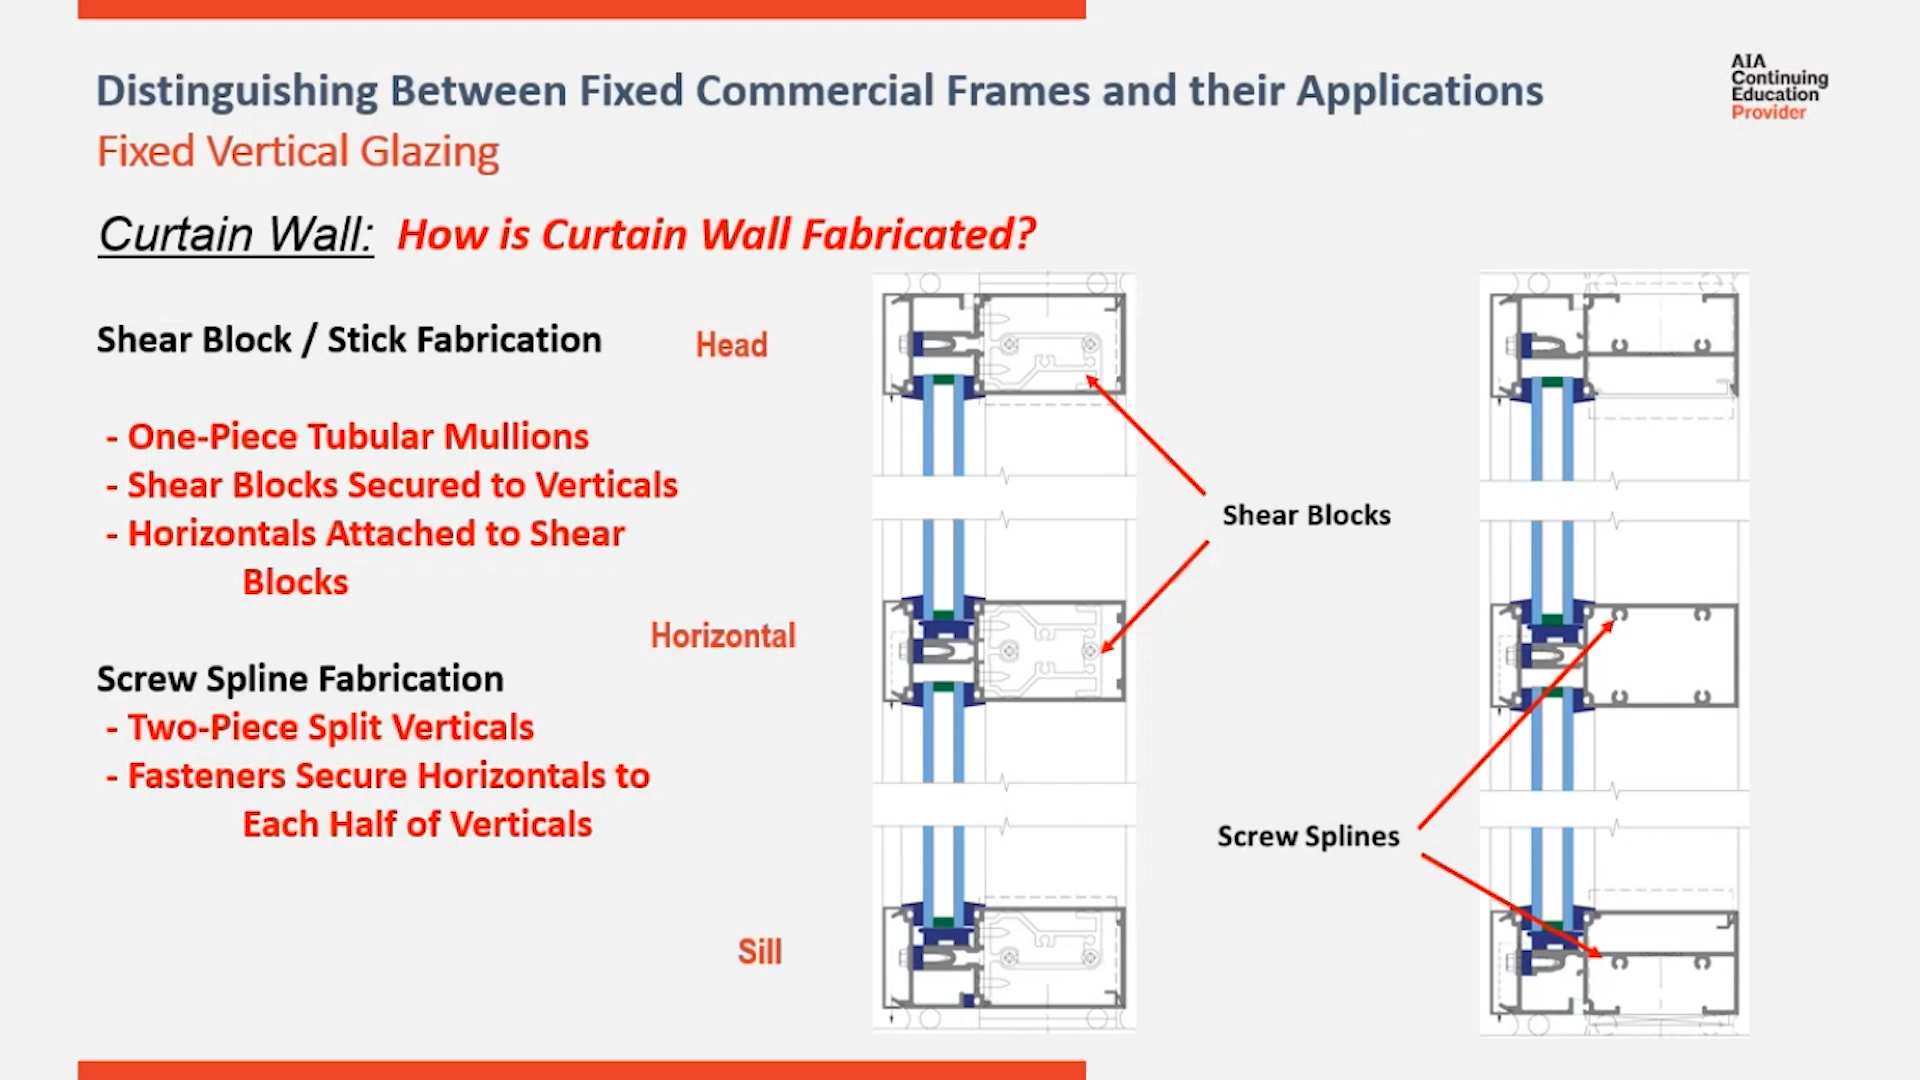 Distinguishing Between Fixed Commercial Frames and their Applications
Fixed Vertical Glazing
AIA
Continuing
Education
Provider
Curtain Wall: How is Curtain Wall Fabricated?
Shear Block / Stick Fabrication
- One-Piece Tubular Mullions
- Shear Blocks Secured to Verticals
- Horizontals Attached to Shear
Blocks
Screw Spline Fabrication
- Two-Piece Split Verticals
- Fasteners Secure Horizontals to
Each Half of Verticals
Head
Horizontal
Sill
Shear Blocks
Screw Splines